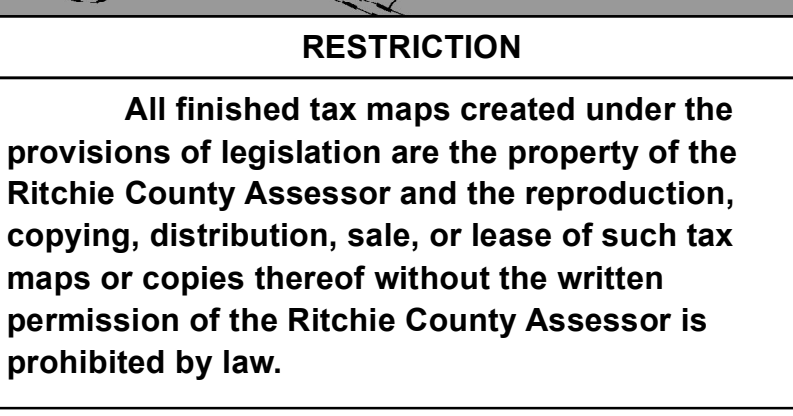 RESTRICTION
All finished tax maps created under the
provisions of legislation are the property of the
Ritchie County Assessor and the reproduction,
copying, distribution, sale, or lease of such tax
maps or copies thereof without the written
permission of the Ritchie County Assessor is
prohibited by law.